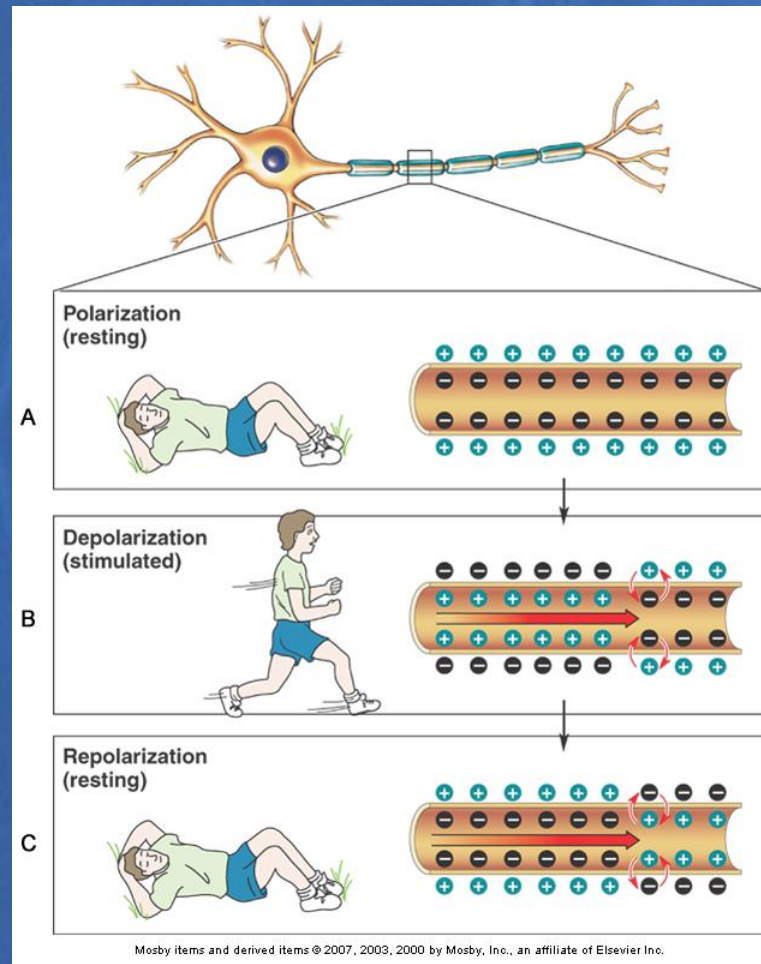 Polarization
(resting)
A
Depolarization
(stimulated)
B
Repolarization
(resting)
C
Mosby items and derived items © 2007, 2003, 2000 by Mosby, Inc., an affiliate of Elsevier Inc.